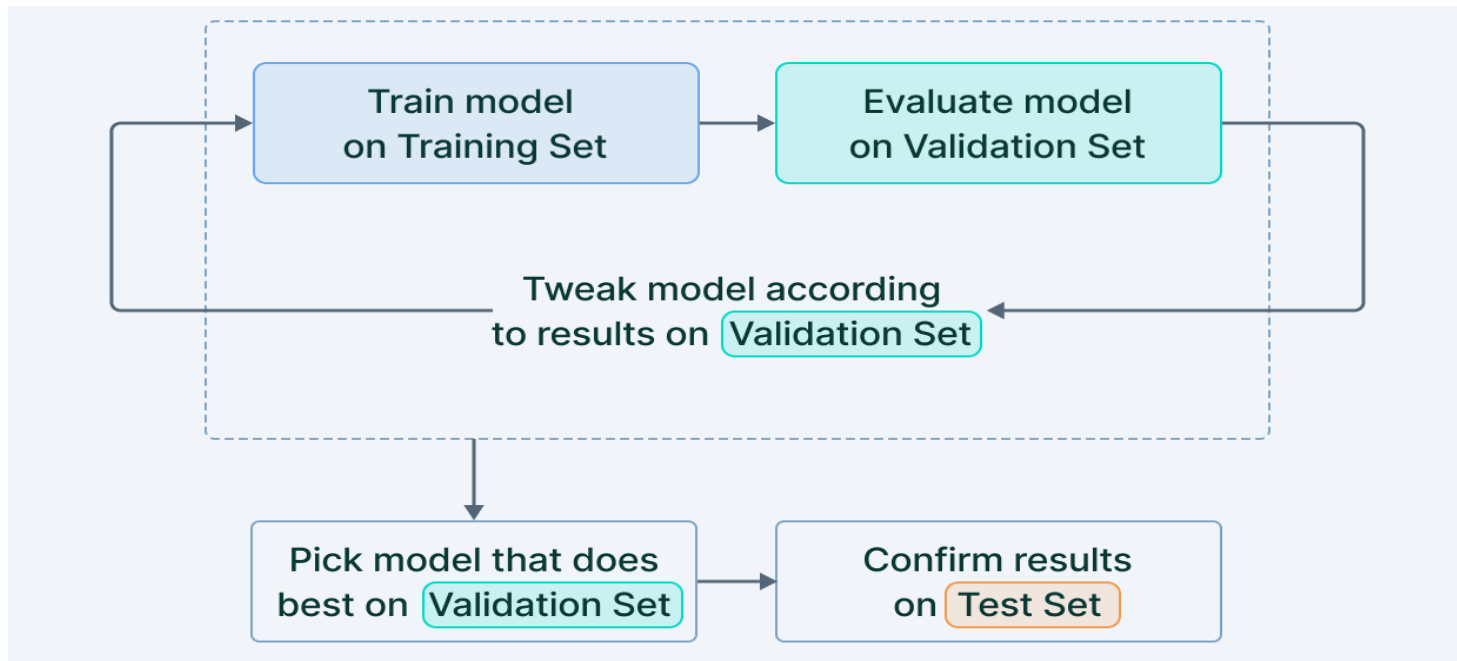 Train model
on Training Set
Evaluate model
on Validation Set
Tweak model according
to results on Validation Set
Pick model that does
best on Validation Set
Confirm results
on Test Set